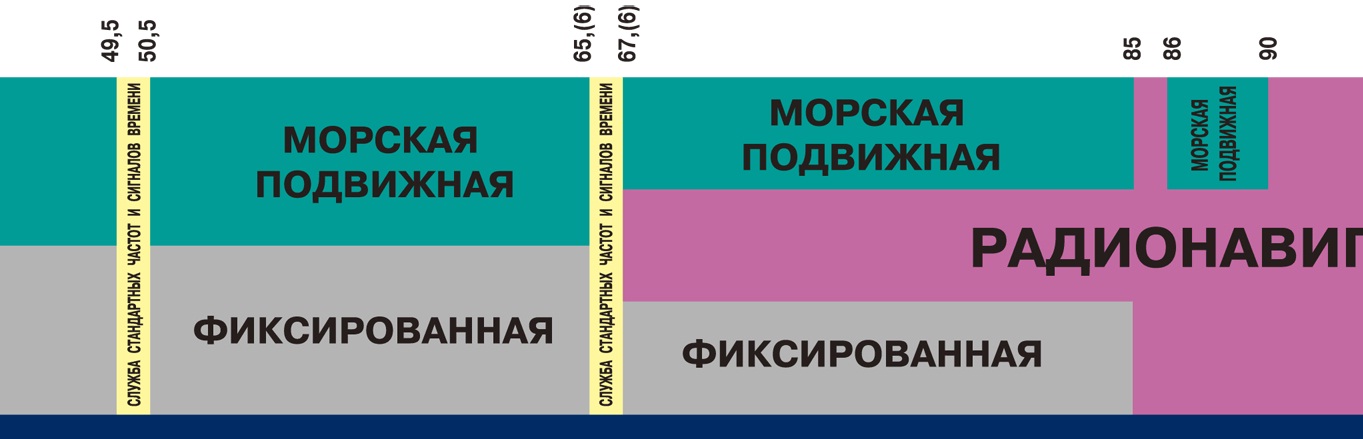 49,5
50,5
65,(6)
67,(6)
85
86
90
СЛУЖБА СТАНДАРТНЫХ ЧАСТОТ И СИГНАЛОВ ВРЕМЕНИ
МОРСКАЯ
ПОДВИЖНАЯ
ФИКСИРОВАННАЯ
СЛУЖБА СТАНДАРТНЫХ ЧАСТОТ И СИГНАЛОВ ВРЕМЕНИ
МОРСКАЯ
ПОДВИЖНАЯ
МОРСКАЯ
ПОДВИЖНАЯ
РАДИОНАВИГ
ФИКСИРОВАННАЯ